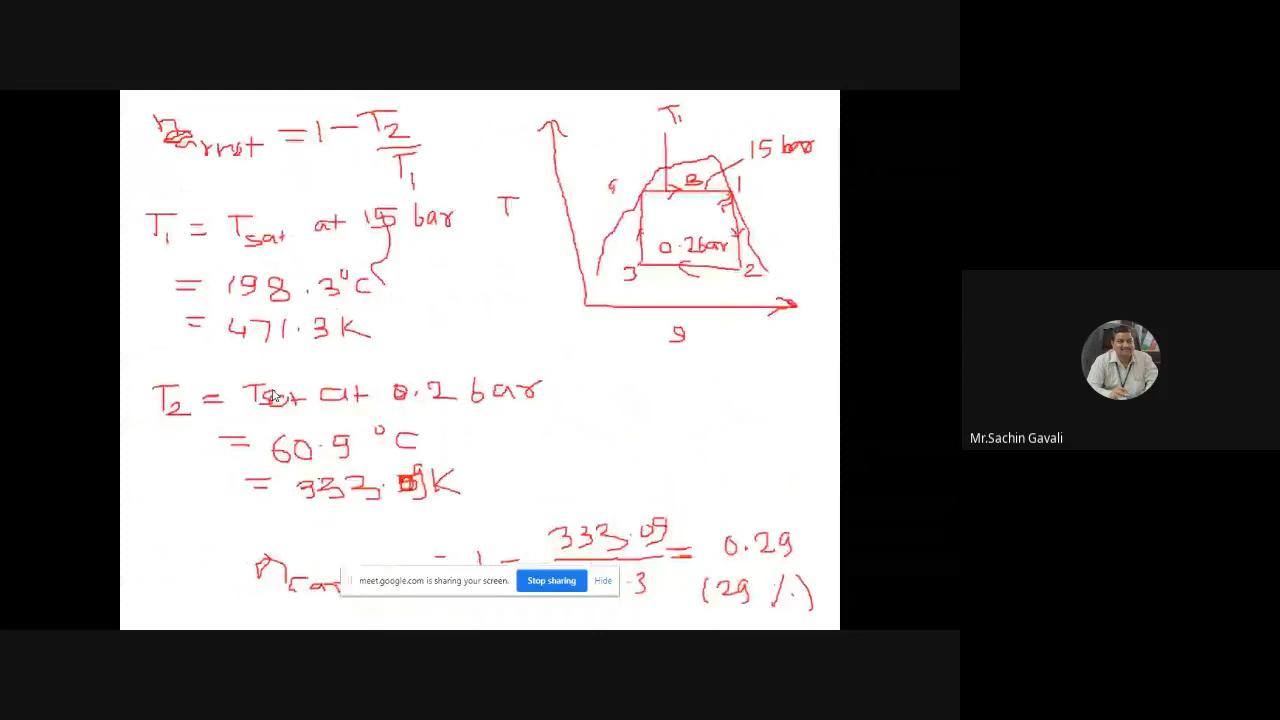 ηcarnot = 1 - T2/T1
T1 = Tsat at 15 bar
= 198.3°C
= 471.3K
T2 = Tsat at 0.2 bar
= 60.9 °C
= 333.09K
= 1 - 333.09/ 3 = 0.29
(29 %)
T1
15 bar
B
1
T
0.2bar
3
2
meet.google.com is sharing your screen.
Stop sharing
Hide
Mr.Sachin Gavali